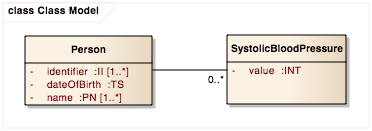 class Class Model
Person
- identifier :II [1..*]
- dateOfBirth :TS
- name :PN [1..*]
0..*
SystolicBloodPressure
- value :INT